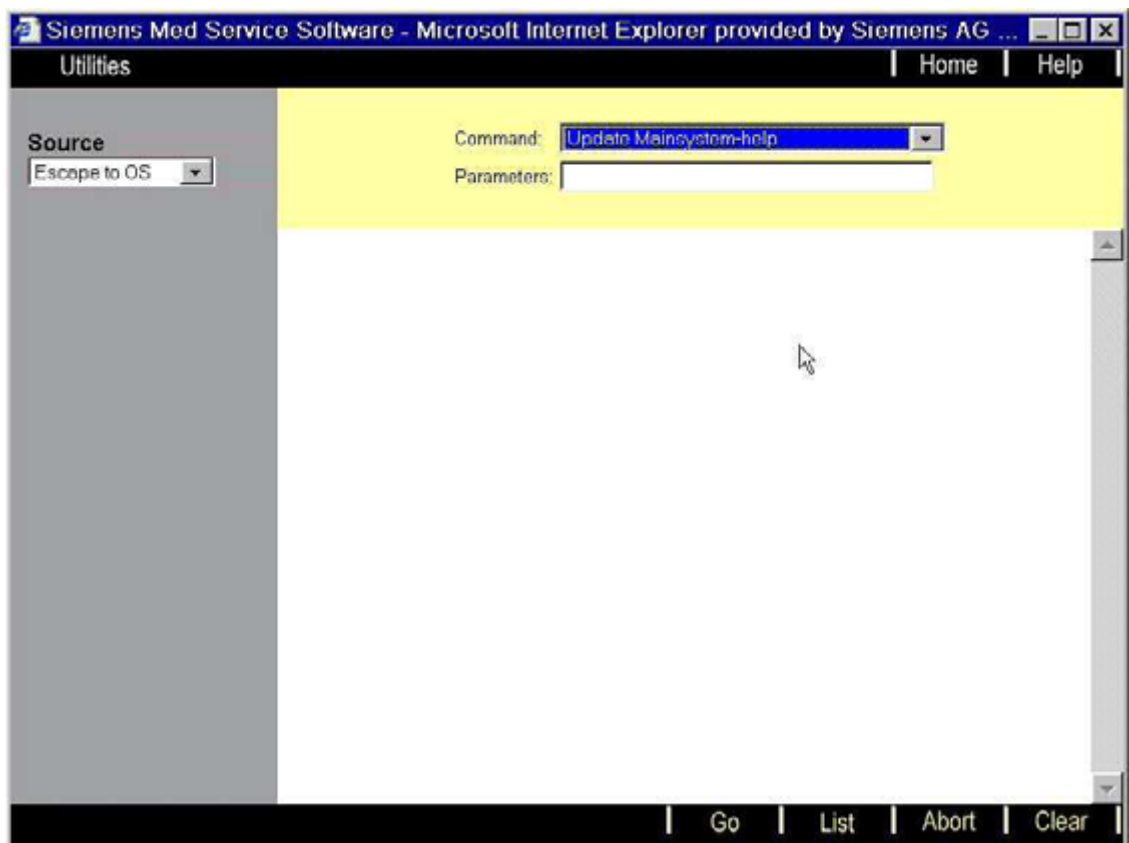 Siemens Med Service Software - Microsoft Internet Explorer provided by Siemens AG ...
Utilities
Home
Help
Source
Escape to OS
Command:
Update Mainsystem-help
Parameters:
Go
List
Abort
Clear